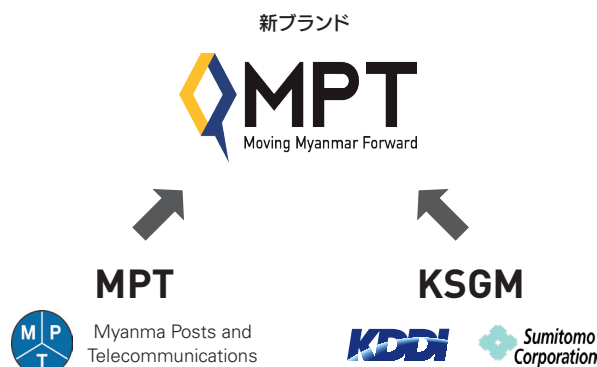 新ブランド
MPT
Moving Myanmar Forward
MPT
KSGM
M P
T
Myanma Posts and
Telecommunications
KDDI
Sumitomo
Corporation